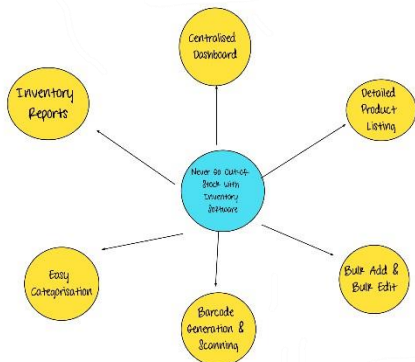 Centralised
Dashboard
Inventory
Reports
Detailed
Product
Listing
Never Go Out-of-
Stock with
Inventory
Software
Easy
Categorisation
Bulk Add &
Bulk Edit
Barcode
Generation &
Scanning